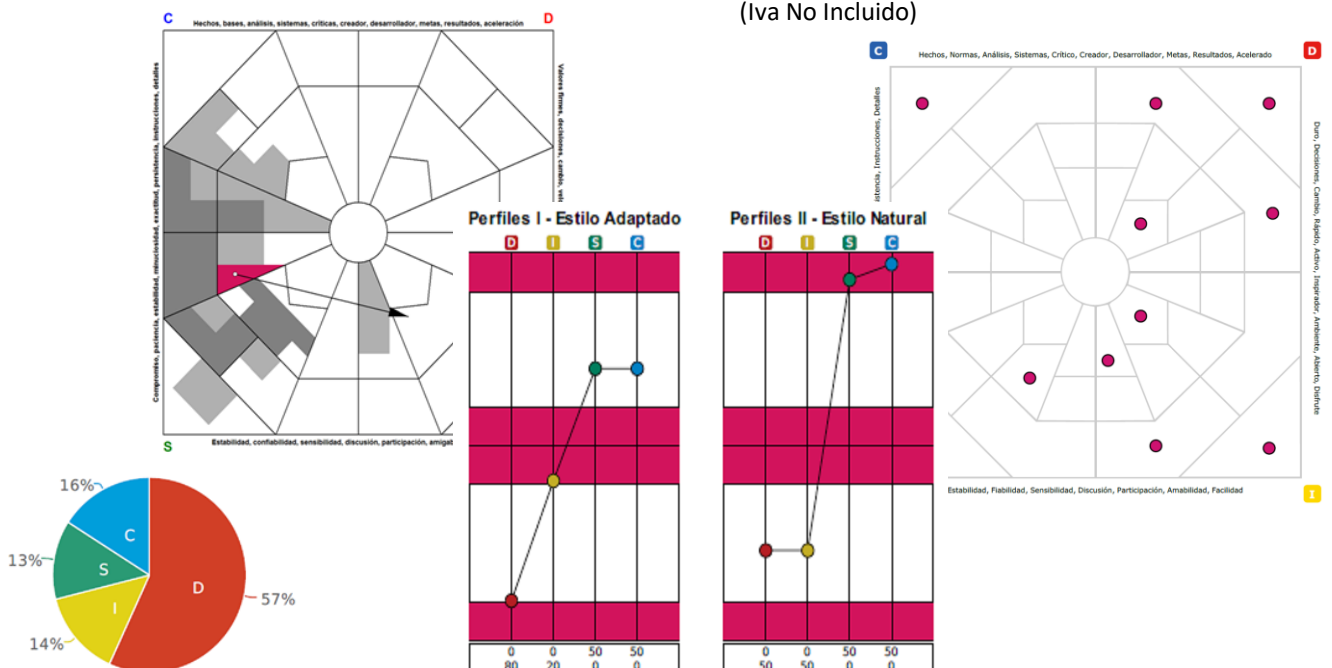 (Iva No Incluido)
C
Hechos, bases, análisis, sistemas, críticas, creador, desarrollador, metas, resultados, aceleración
D
Compromiso, paciencia, estabilidad, minuciosidad, exactitud, persistencia, instrucciones, detalles
Valores firmes, decisiones, cambio,
S
Estabilidad, confiabilidad, sensibilidad, discusión, participación,
C
Hechos, Normas, Análisis, Sistemas, Crítico, Creador, Desarrollador, Metas, Resultados, Acelerado
D
Instrucciones, Detalles
Duro, Decisiones, Cambio, Rápido, Activo, Inspirador, Ambiente, Abierto, Disfrute
Estabilidad, Fiabilidad, Sensibilidad, Discusión, Participación, Amabilidad, Facilidad
I
Perfiles I - Estilo Adaptado
D I S C
0 0 50 50
80 20 0 0
Perfiles II - Estilo Natural
D I S C
0 0 50 50
50 50 0 0
16%
C
13%
S
D
57%
I
14%